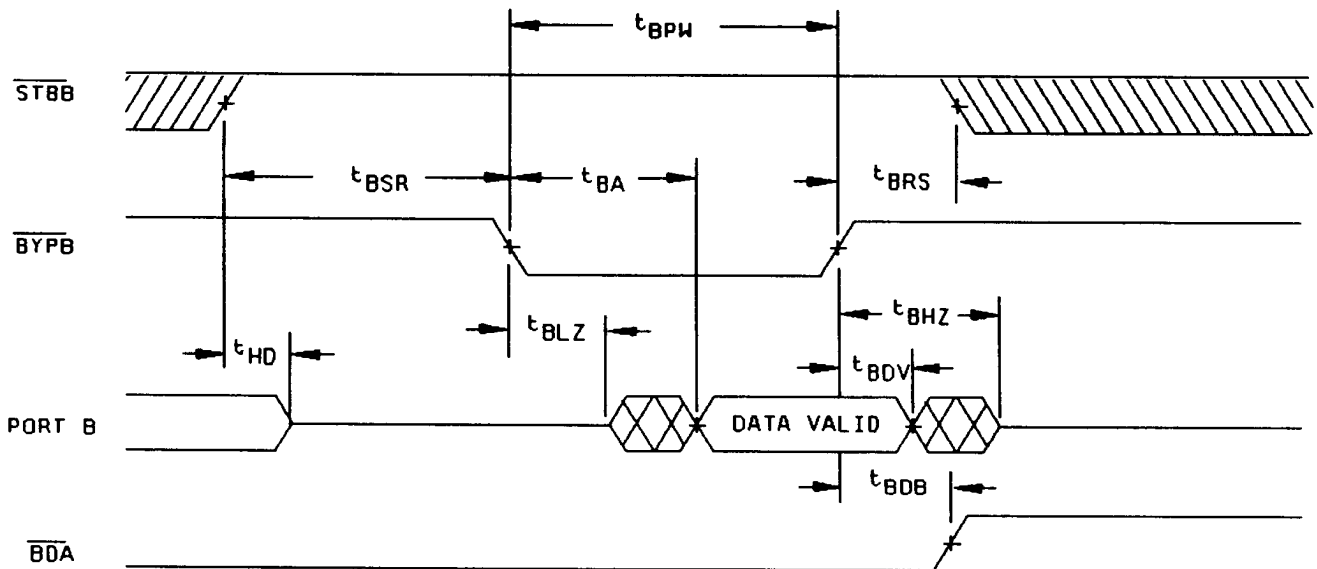 tBPW
STBB
tBSR
tBA
tBRS
BYPB
tBHZ
tBLZ
tHD
tBDV
PORT B
DATA VALID
tBDB
BDA